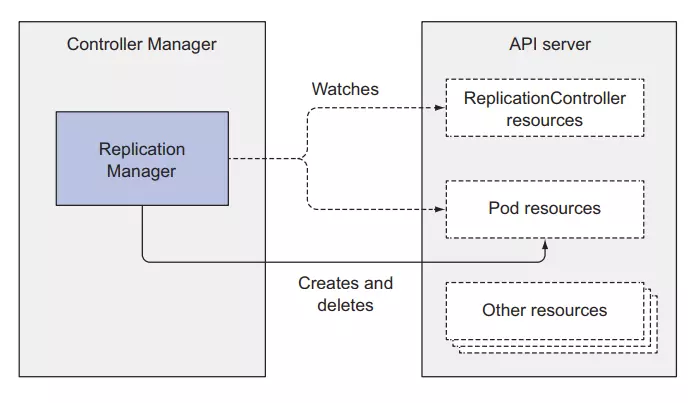 Controller Manager
API server
Watches
ReplicationController
resources
Replication
Manager
Pod resources
Creates and
deletes
Other resources